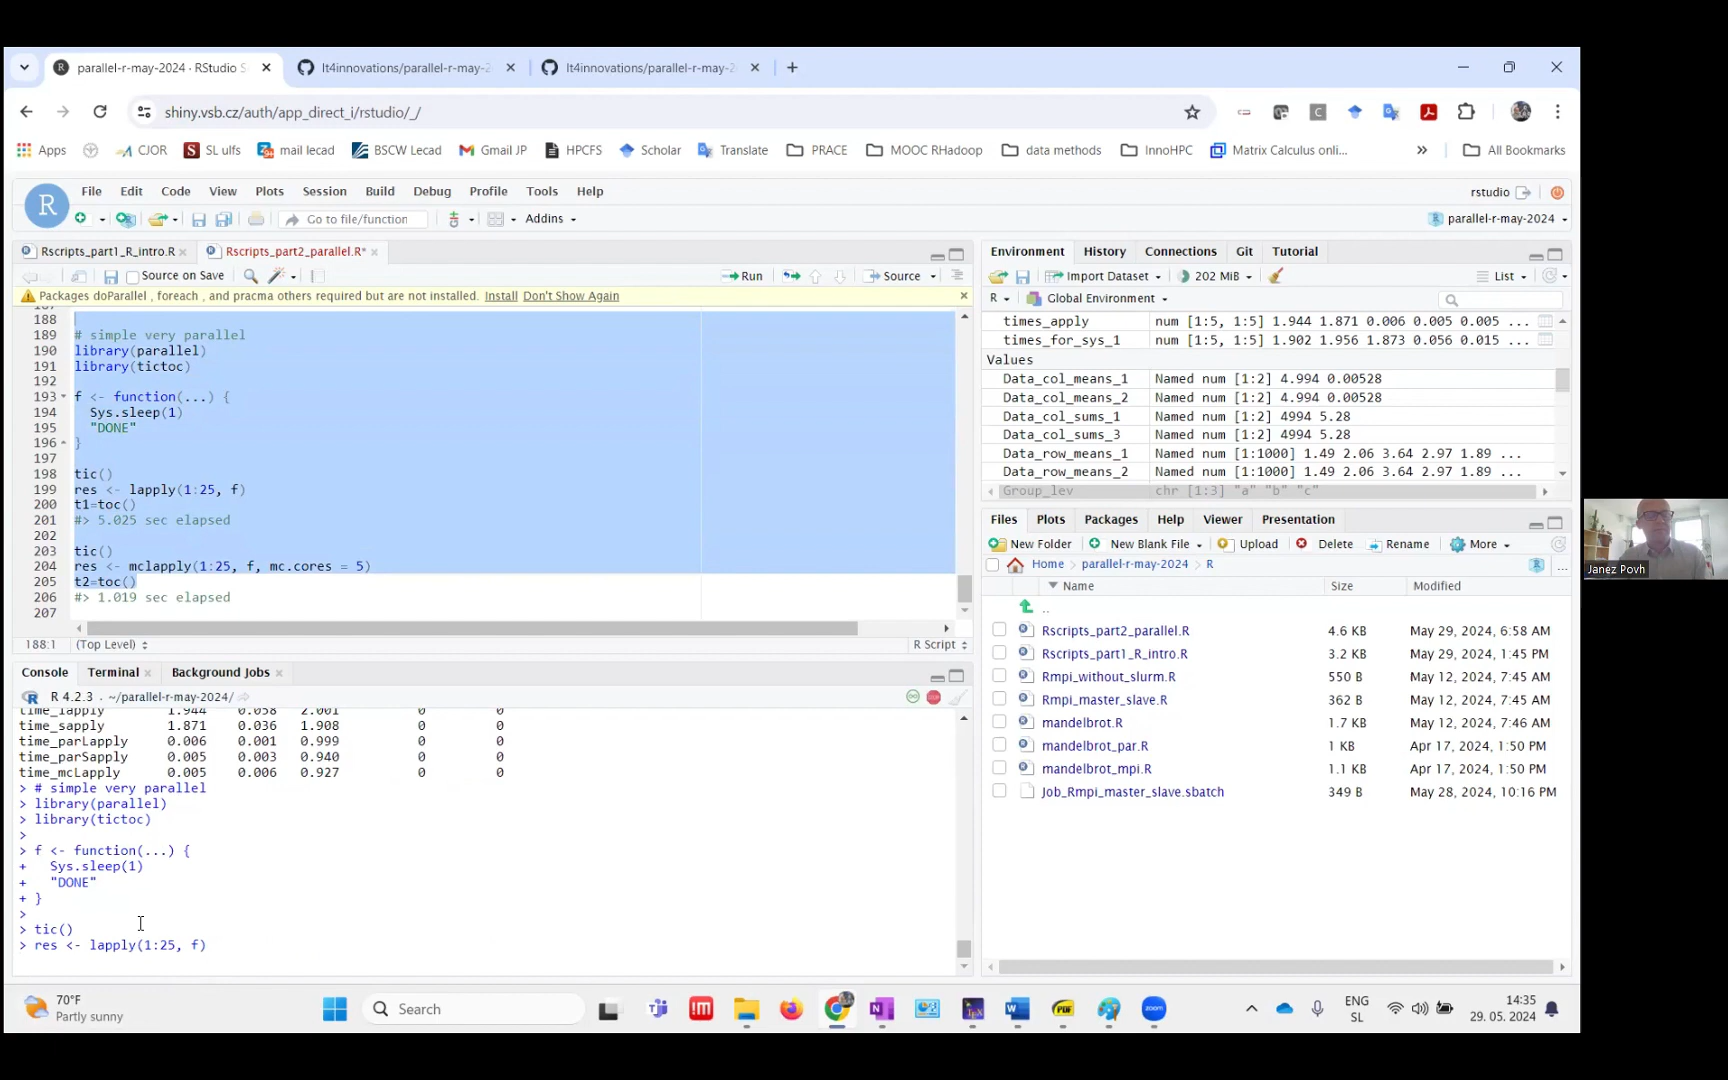 parallel-r-may-2024 - RStudio S
It4innovations/parallel-r-may-2
It4innovations/parallel-r-may-2
shiny.vsb.cz/auth/app_direct_i/rstudio/_/
Apps
CJOR
SL ulfs
mail lecad
BSCW Lecad
Gmail JP
HPCFS
Scholar
Translate
PRACE
MOOC RHadoop
data methods
InnoHPC
Matrix Calculus onli...
»
All Bookmarks
File Edit Code View Plots Session Build Debug Profile Tools Help
rstudio
Go to file/function
Addins
parallel-r-may-2024
Rscripts_part1_R_intro.R
Rscripts_part2_parallel.R*
Source on Save
Run
Source
Packages doParallel , foreach , and pracma others required but are not installed. Install Don't Show Again
188
189 # simple very parallel
190 library(parallel)
191 library(tictoc)
192
193 f <- function(...) {
194 Sys.sleep(1)
195 "DONE"
196 }
197
198 tic()
199 res <- lapply(1:25, f)
200 t1=toc()
201 #> 5.025 sec elapsed
202
203 tic()
204 res <- mclapply(1:25, f, mc.cores = 5)
205 t2=toc()
206 #> 1.019 sec elapsed
207
188:1 (Top Level) R Script
Console Terminal Background Jobs
R 4.2.3 · ~/parallel-r-may-2024/
time_lapply 1.944 0.058 2.001 0 0
time_sapply 1.871 0.036 1.908 0 0
time_parLapply 0.006 0.001 0.999 0 0
time_parSapply 0.005 0.003 0.940 0 0
time_mcLapply 0.005 0.006 0.927 0 0
> # simple very parallel
> library(parallel)
> library(tictoc)
>
> f <- function(...) {
+ Sys.sleep(1)
+ "DONE"
+ }
>
> tic()
> res <- lapply(1:25, f)
Environment History Connections Git Tutorial
Import Dataset 202 MiB List
R Global Environment
times_apply num [1:5, 1:5] 1.944 1.871 0.006 0.005 0.005 ...
times_for_sys_1 num [1:5, 1:5] 1.902 1.956 1.873 0.056 0.015 ...
Values
Data_col_means_1 Named num [1:2] 4.994 0.00528
Data_col_means_2 Named num [1:2] 4.994 0.00528
Data_col_sums_1 Named num [1:2] 4994 5.28
Data_col_sums_3 Named num [1:2] 4994 5.28
Data_row_means_1 Named num [1:1000] 1.49 2.06 3.64 2.97 1.89 ...
Data_row_means_2 Named num [1:1000] 1.49 2.06 3.64 2.97 1.89 ...
Group_lev chr [1:3] "a" "b" "c"
Files Plots Packages Help Viewer Presentation
New Folder New Blank File Upload Delete Rename More
Home parallel-r-may-2024 R ...
Name Size Modified
..
Rscripts_part2_parallel.R 4.6 KB May 29, 2024, 6:58 AM
Rscripts_part1_R_intro.R 3.2 KB May 29, 2024, 1:45 PM
Rmpi_without_slurm.R 550 B May 12, 2024, 7:45 AM
Rmpi_master_slave.R 362 B May 12, 2024, 7:45 AM
mandelbrot.R 1.7 KB May 12, 2024, 7:46 AM
mandelbrot_par.R 1 KB Apr 17, 2024, 1:50 PM
mandelbrot_mpi.R 1.1 KB Apr 17, 2024, 1:50 PM
Job_Rmpi_master_slave.sbatch 349 B May 28, 2024, 10:16 PM
Janez Povh
70°F
Partly sunny
Search
ENG
SL
14:35
29. 05. 2024